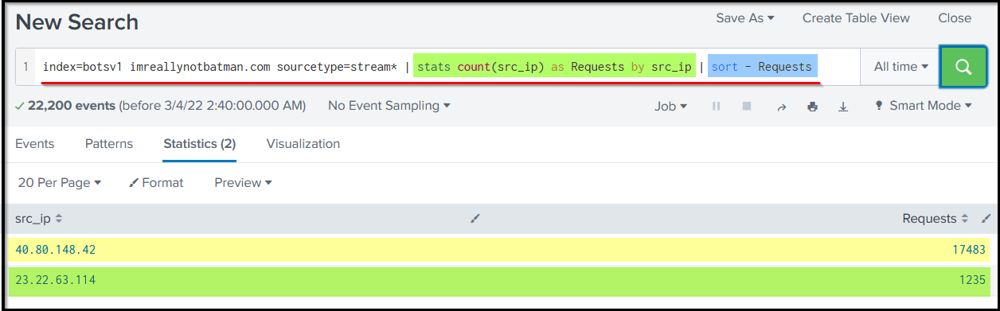 New Search
Save As Create Table View Close
1 index=botsv1 imreallynotbatman.com sourcetype=stream* | stats count(src_ip) as Requests by src_ip | sort - Requests All time
22,200 events (before 3/4/22 2:40:00.000 AM) No Event Sampling Job Smart Mode
Events Patterns Statistics (2) Visualization
20 Per Page Format Preview
src_ip Requests
40.80.148.42 17483
23.22.63.114 1235